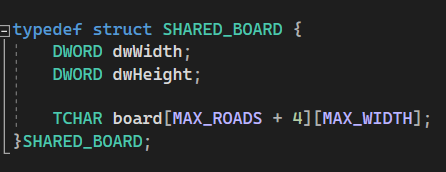 typedef struct SHARED_BOARD {
DWORD dwWidth;
DWORD dwHeight;
TCHAR board[MAX_ROADS + 4][MAX_WIDTH];
}SHARED_BOARD;